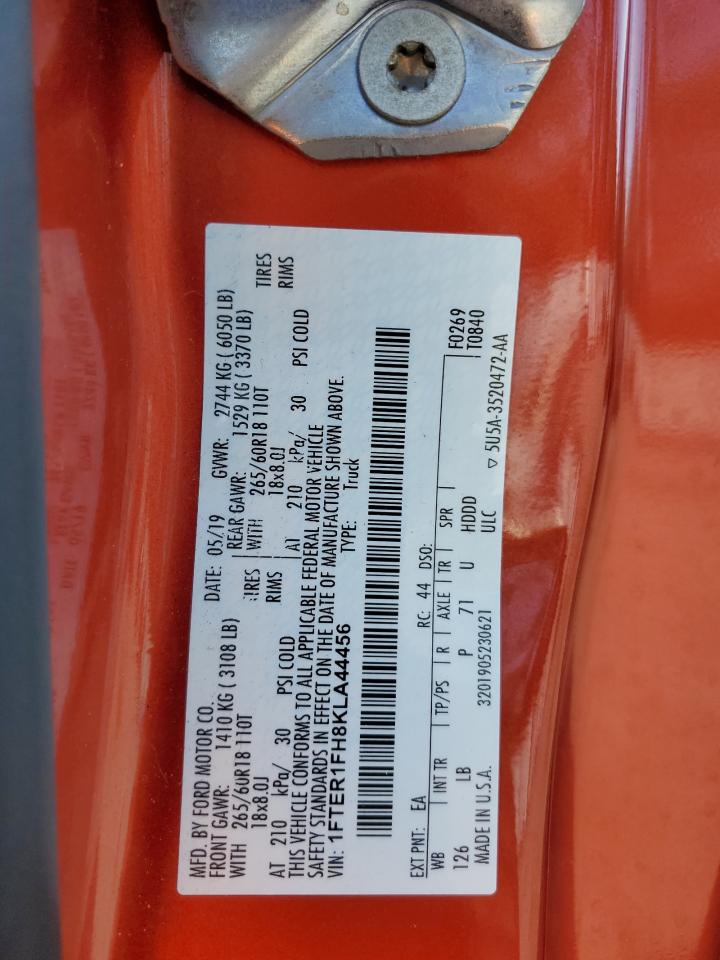 MFD. BY FORD MOTOR CO.
DATE: 05/19 GVWR: 2744 KG ( 6050 LB)
FRONT GAWR: 1410 KG ( 3108 LB)
REAR GAWR: 1529 KG ( 3370 LB)
WITH 265/60R18 110T TIRES
WITH 265/60R18 110T TIRES
18x8.0J RIMS
18x8.0J RIMS
AT 210 kPa/ 30 PSI COLD
AT 210 kPa/ 30 PSI COLD
THIS VEHICLE CONFORMS TO ALL APPLICABLE FEDERAL MOTOR VEHICLE
SAFETY STANDARDS IN EFFECT ON THE DATE OF MANUFACTURE SHOWN ABOVE.
VIN: 1FTER1FH8KLA44456 TYPE: Truck
EXT PNT: EA RC: 44 DSO:
F0269
WB INT TR TP/PS R AXLE TR SPR
T0840
126 LB P 71 U HDDD
MADE IN U.S.A. 3201905230621 ULC
▽ 5U5A-3520472-AA